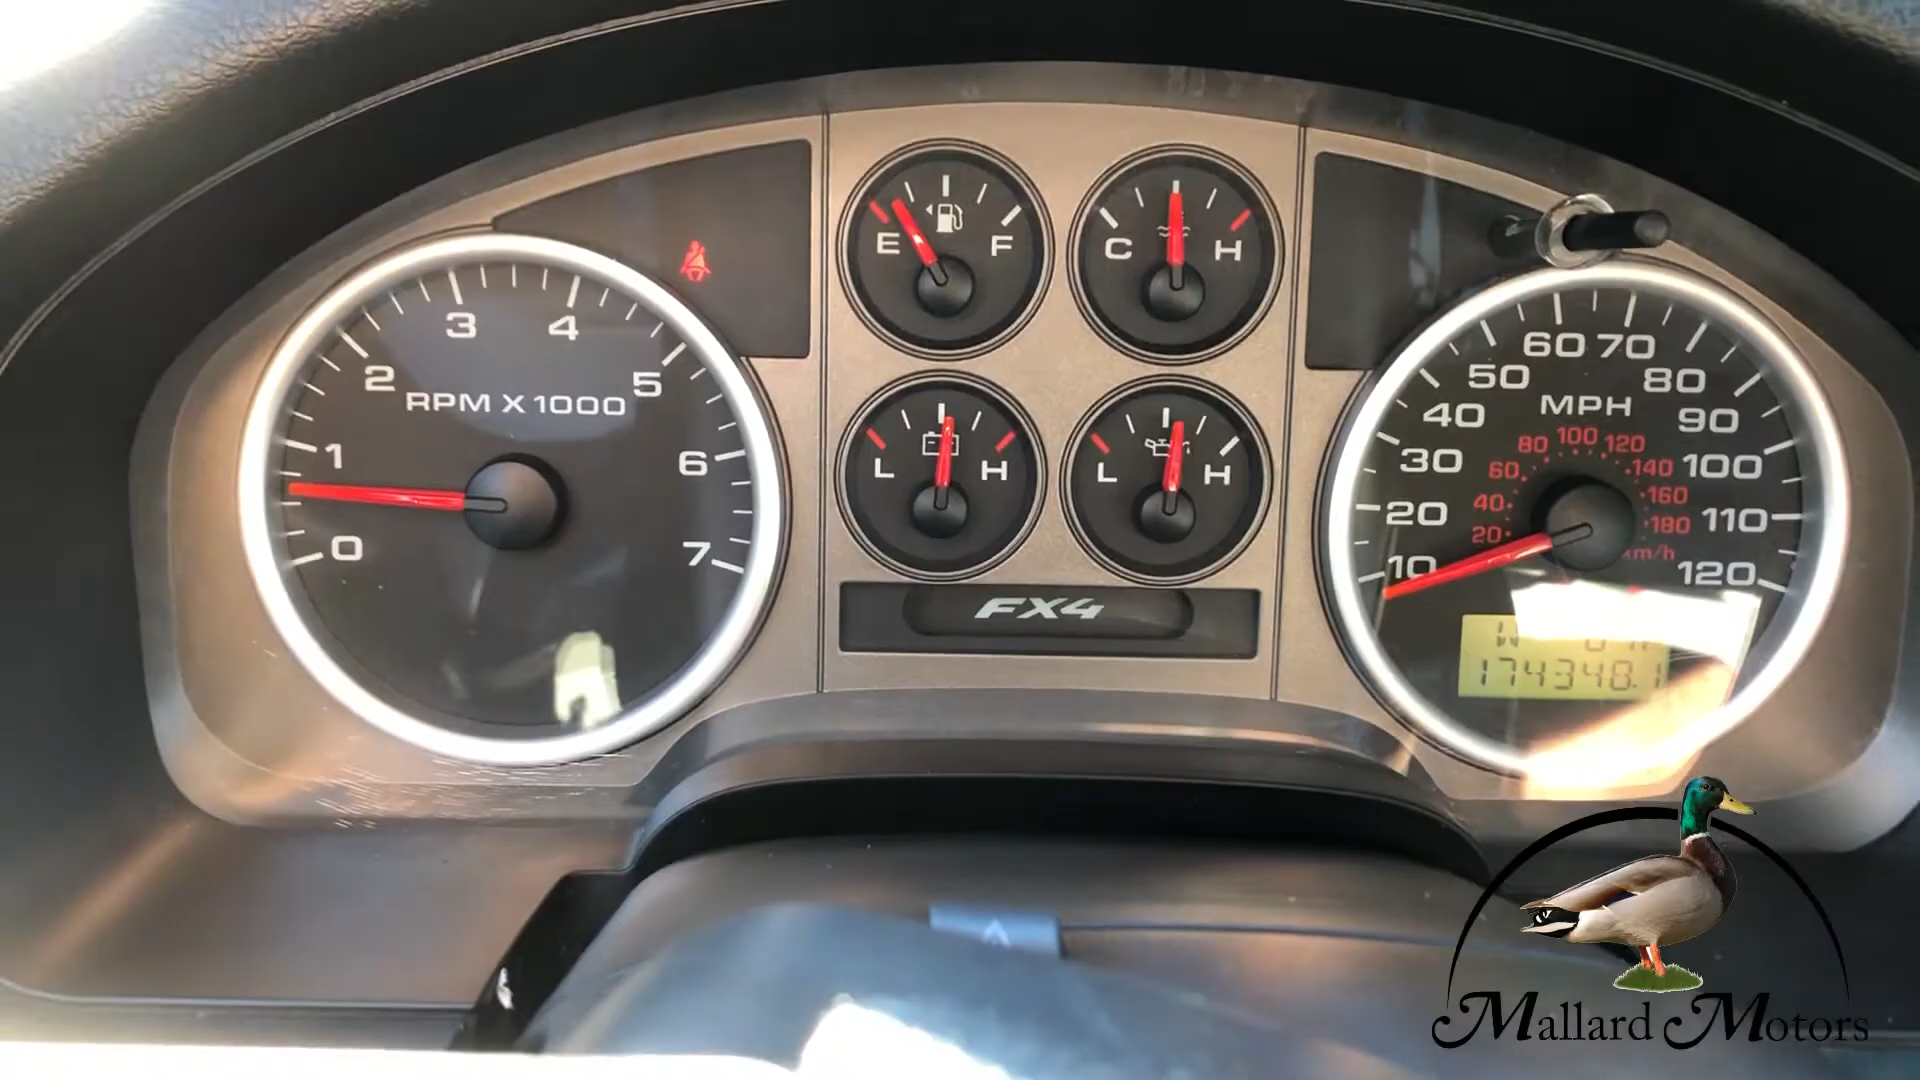 3 4
2 5
RPM X 1000
1 6
0 7
E F
C H
L H
L H
FX4
60 70
50 80
MPH
40 90
80 100 120
30 60 140 100
40 160
20 110
20 180
km/h
10 120
174348.1
Mallard Motors